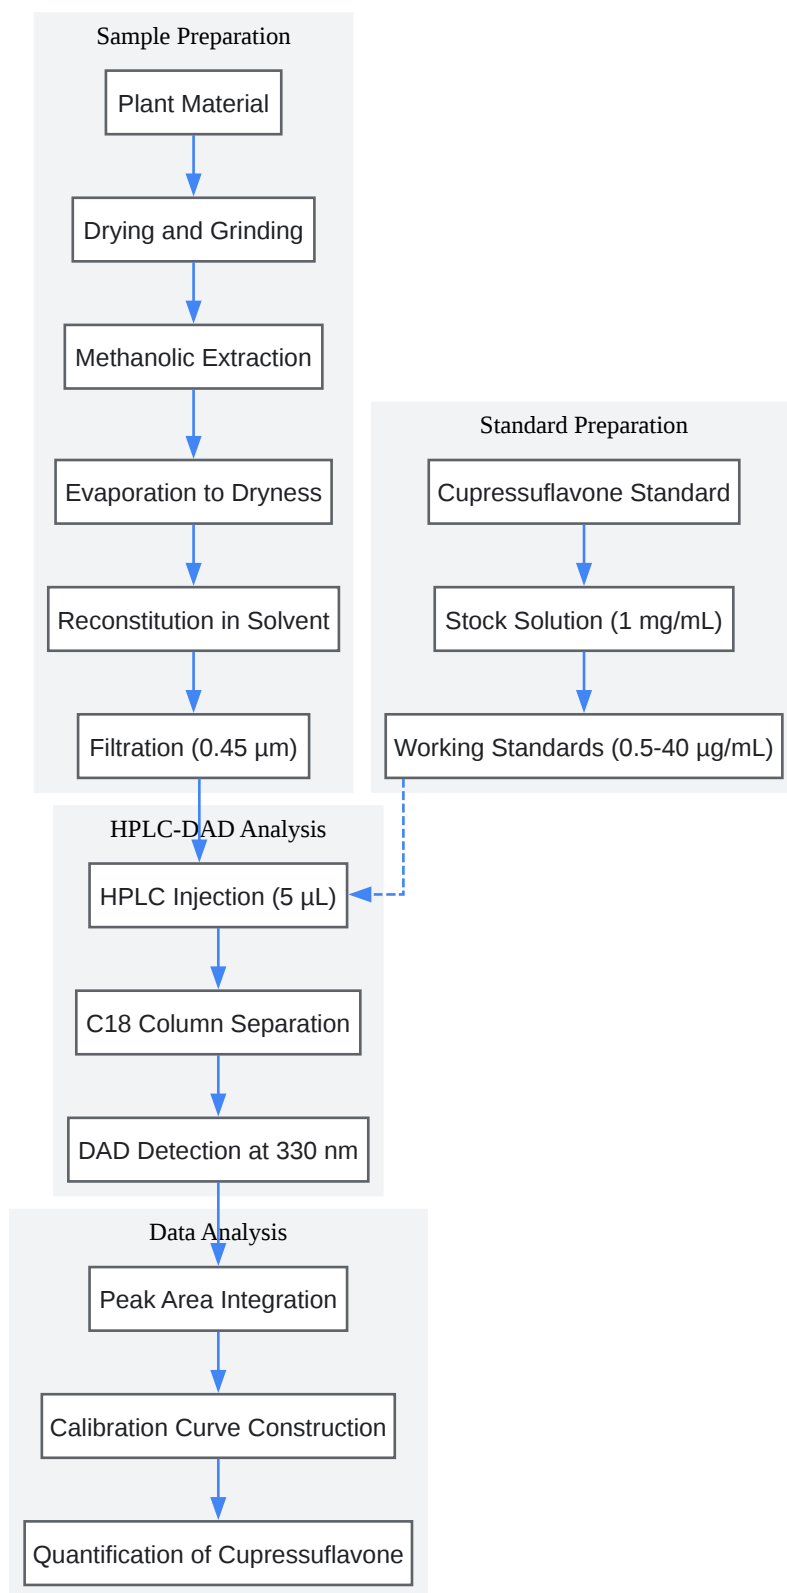 Sample Preparation
Plant Material
Drying and Grinding
Methanolic Extraction
Evaporation to Dryness
Reconstitution in Solvent
Filtration (0.45 µm)
Standard Preparation
Cupressuflavone Standard
Stock Solution (1 mg/mL)
Working Standards (0.5-40 µg/mL)
HPLC-DAD Analysis
HPLC Injection (5 µL)
C18 Column Separation
DAD Detection at 330 nm
Data Analysis
Peak Area Integration
Calibration Curve Construction
Quantification of Cupressuflavone